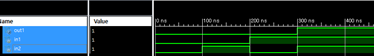 Name Value 0 ns 100 ns 200 ns 300 ns 400 ns
out1 1
in1 1
in2 1